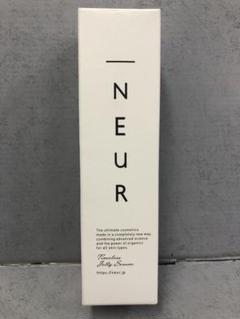 NEUR
The ultimate cosmetics
made in a completely new way,
combining advanced science
and the power of organics
for all skin types.
Timeless
Jelly Serum
https://neur.jp